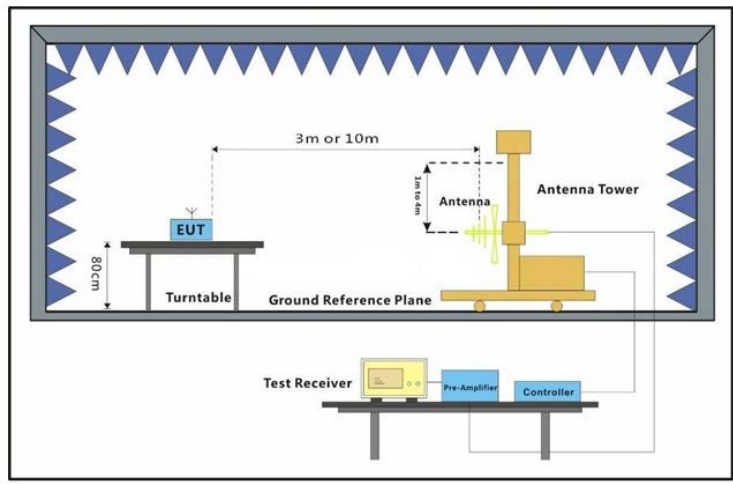 3m or 10m
1m to 4m
Antenna
Antenna Tower
EUT
80cm
Turntable
Ground Reference Plane
Test Receiver
Pre-Amplifier
Controller